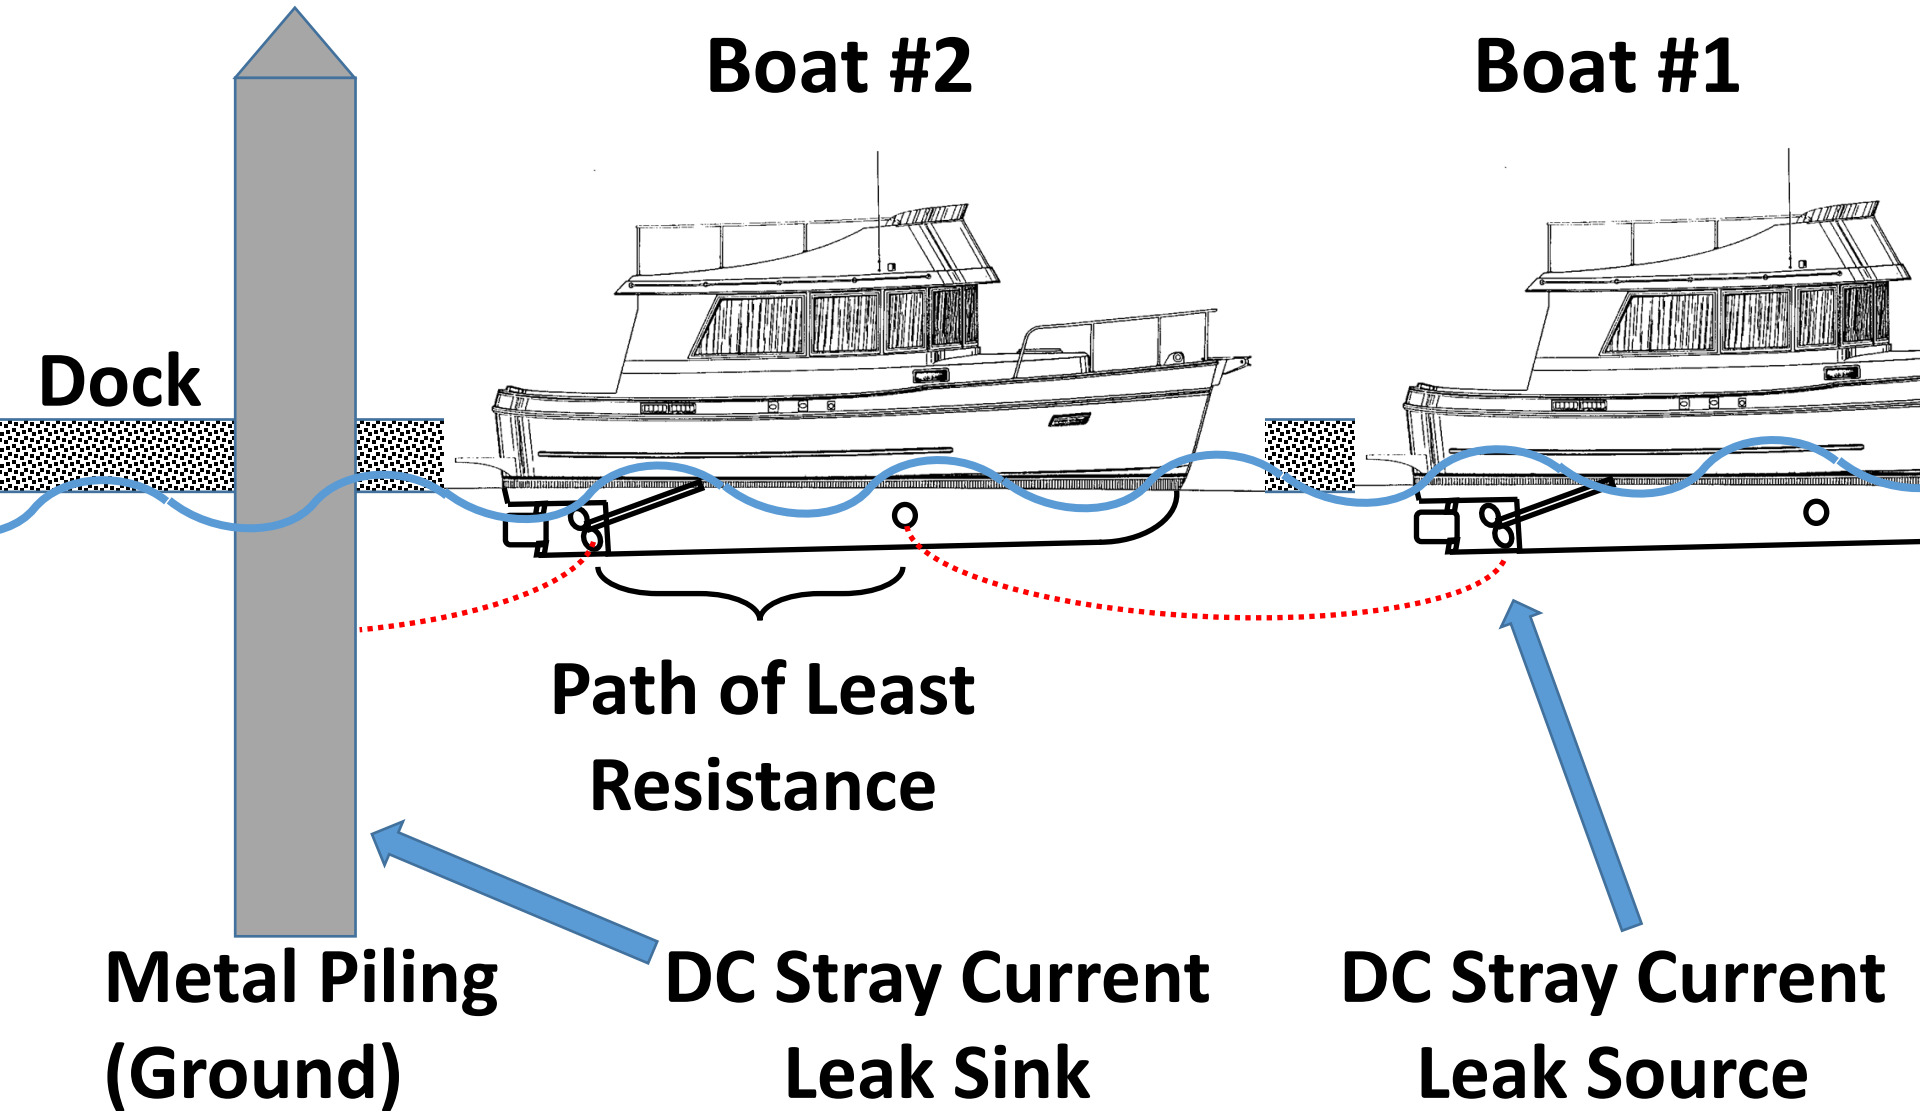 Boat #2
Boat #1
Dock
Path of Least
Resistance
Metal Piling
(Ground)
DC Stray Current
Leak Sink
DC Stray Current
Leak Source